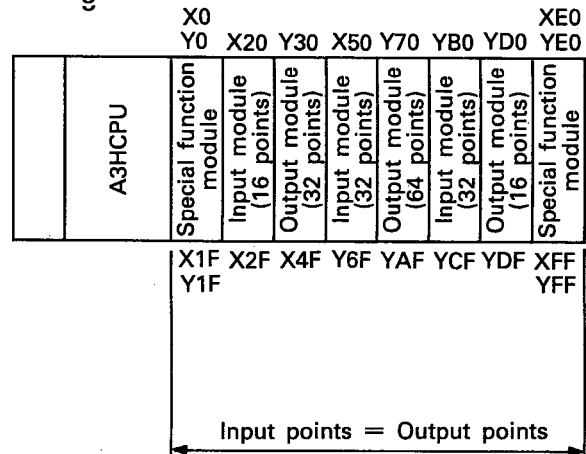 X0 XE0
Y0 X20 Y30 X50 Y70 YB0 YD0 YE0
A3HCPU
Special function
module
Input module
(16 points)
Output module
(32 points)
Input module
(32 points)
Output module
(64 points)
Input module
(32 points)
Output module
(16 points)
Special function
module
X1F X2F X4F Y6F YAF YCF YDF XFF
Y1F YFF
Input points = Output points